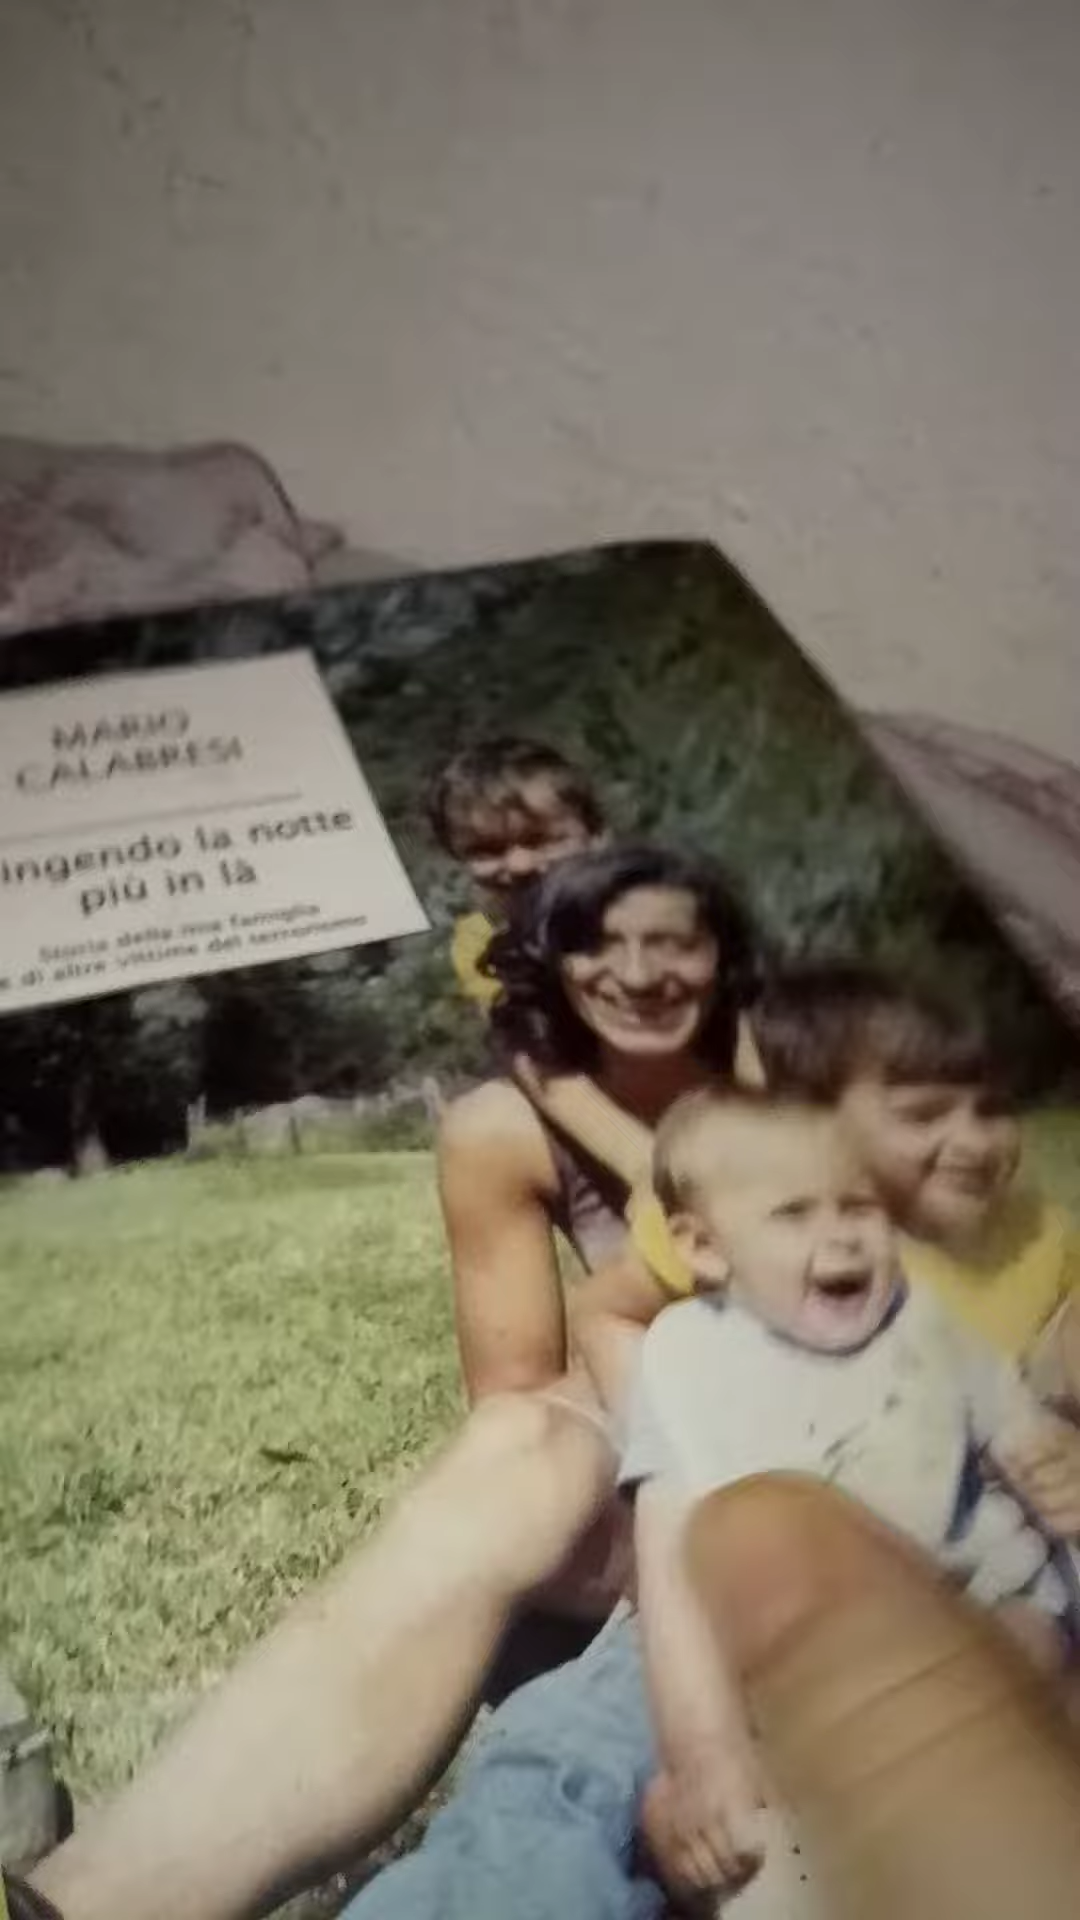 MARIO
CALABRESI
ingendo la notte
più in là
Storia della mia famiglia
e di altre vittime del terrorismo